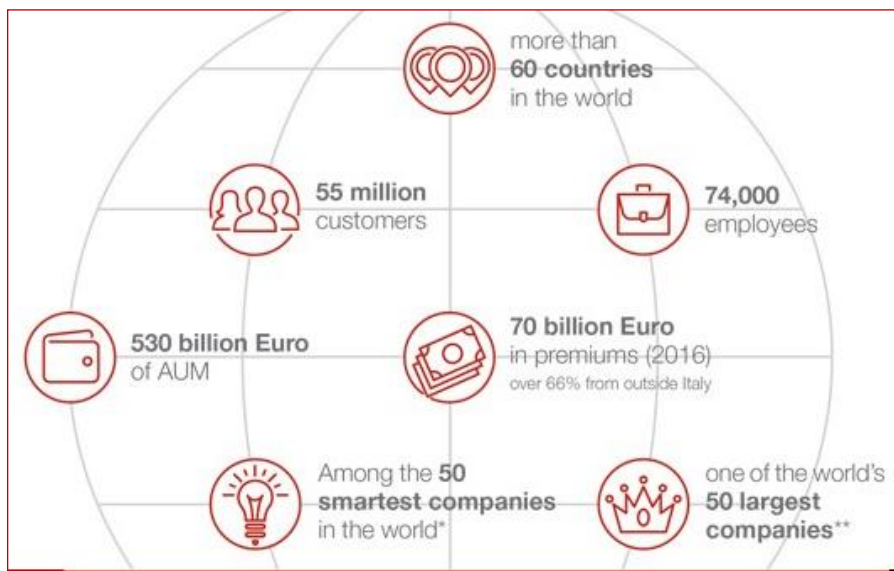 more than
60 countries
in the world
55 million
customers
74,000
employees
530 billion Euro
of AUM
70 billion Euro
in premiums (2016)
over 66% from outside Italy
Among the 50
smartest companies
in the world*
one of the world's
50 largest
companies**